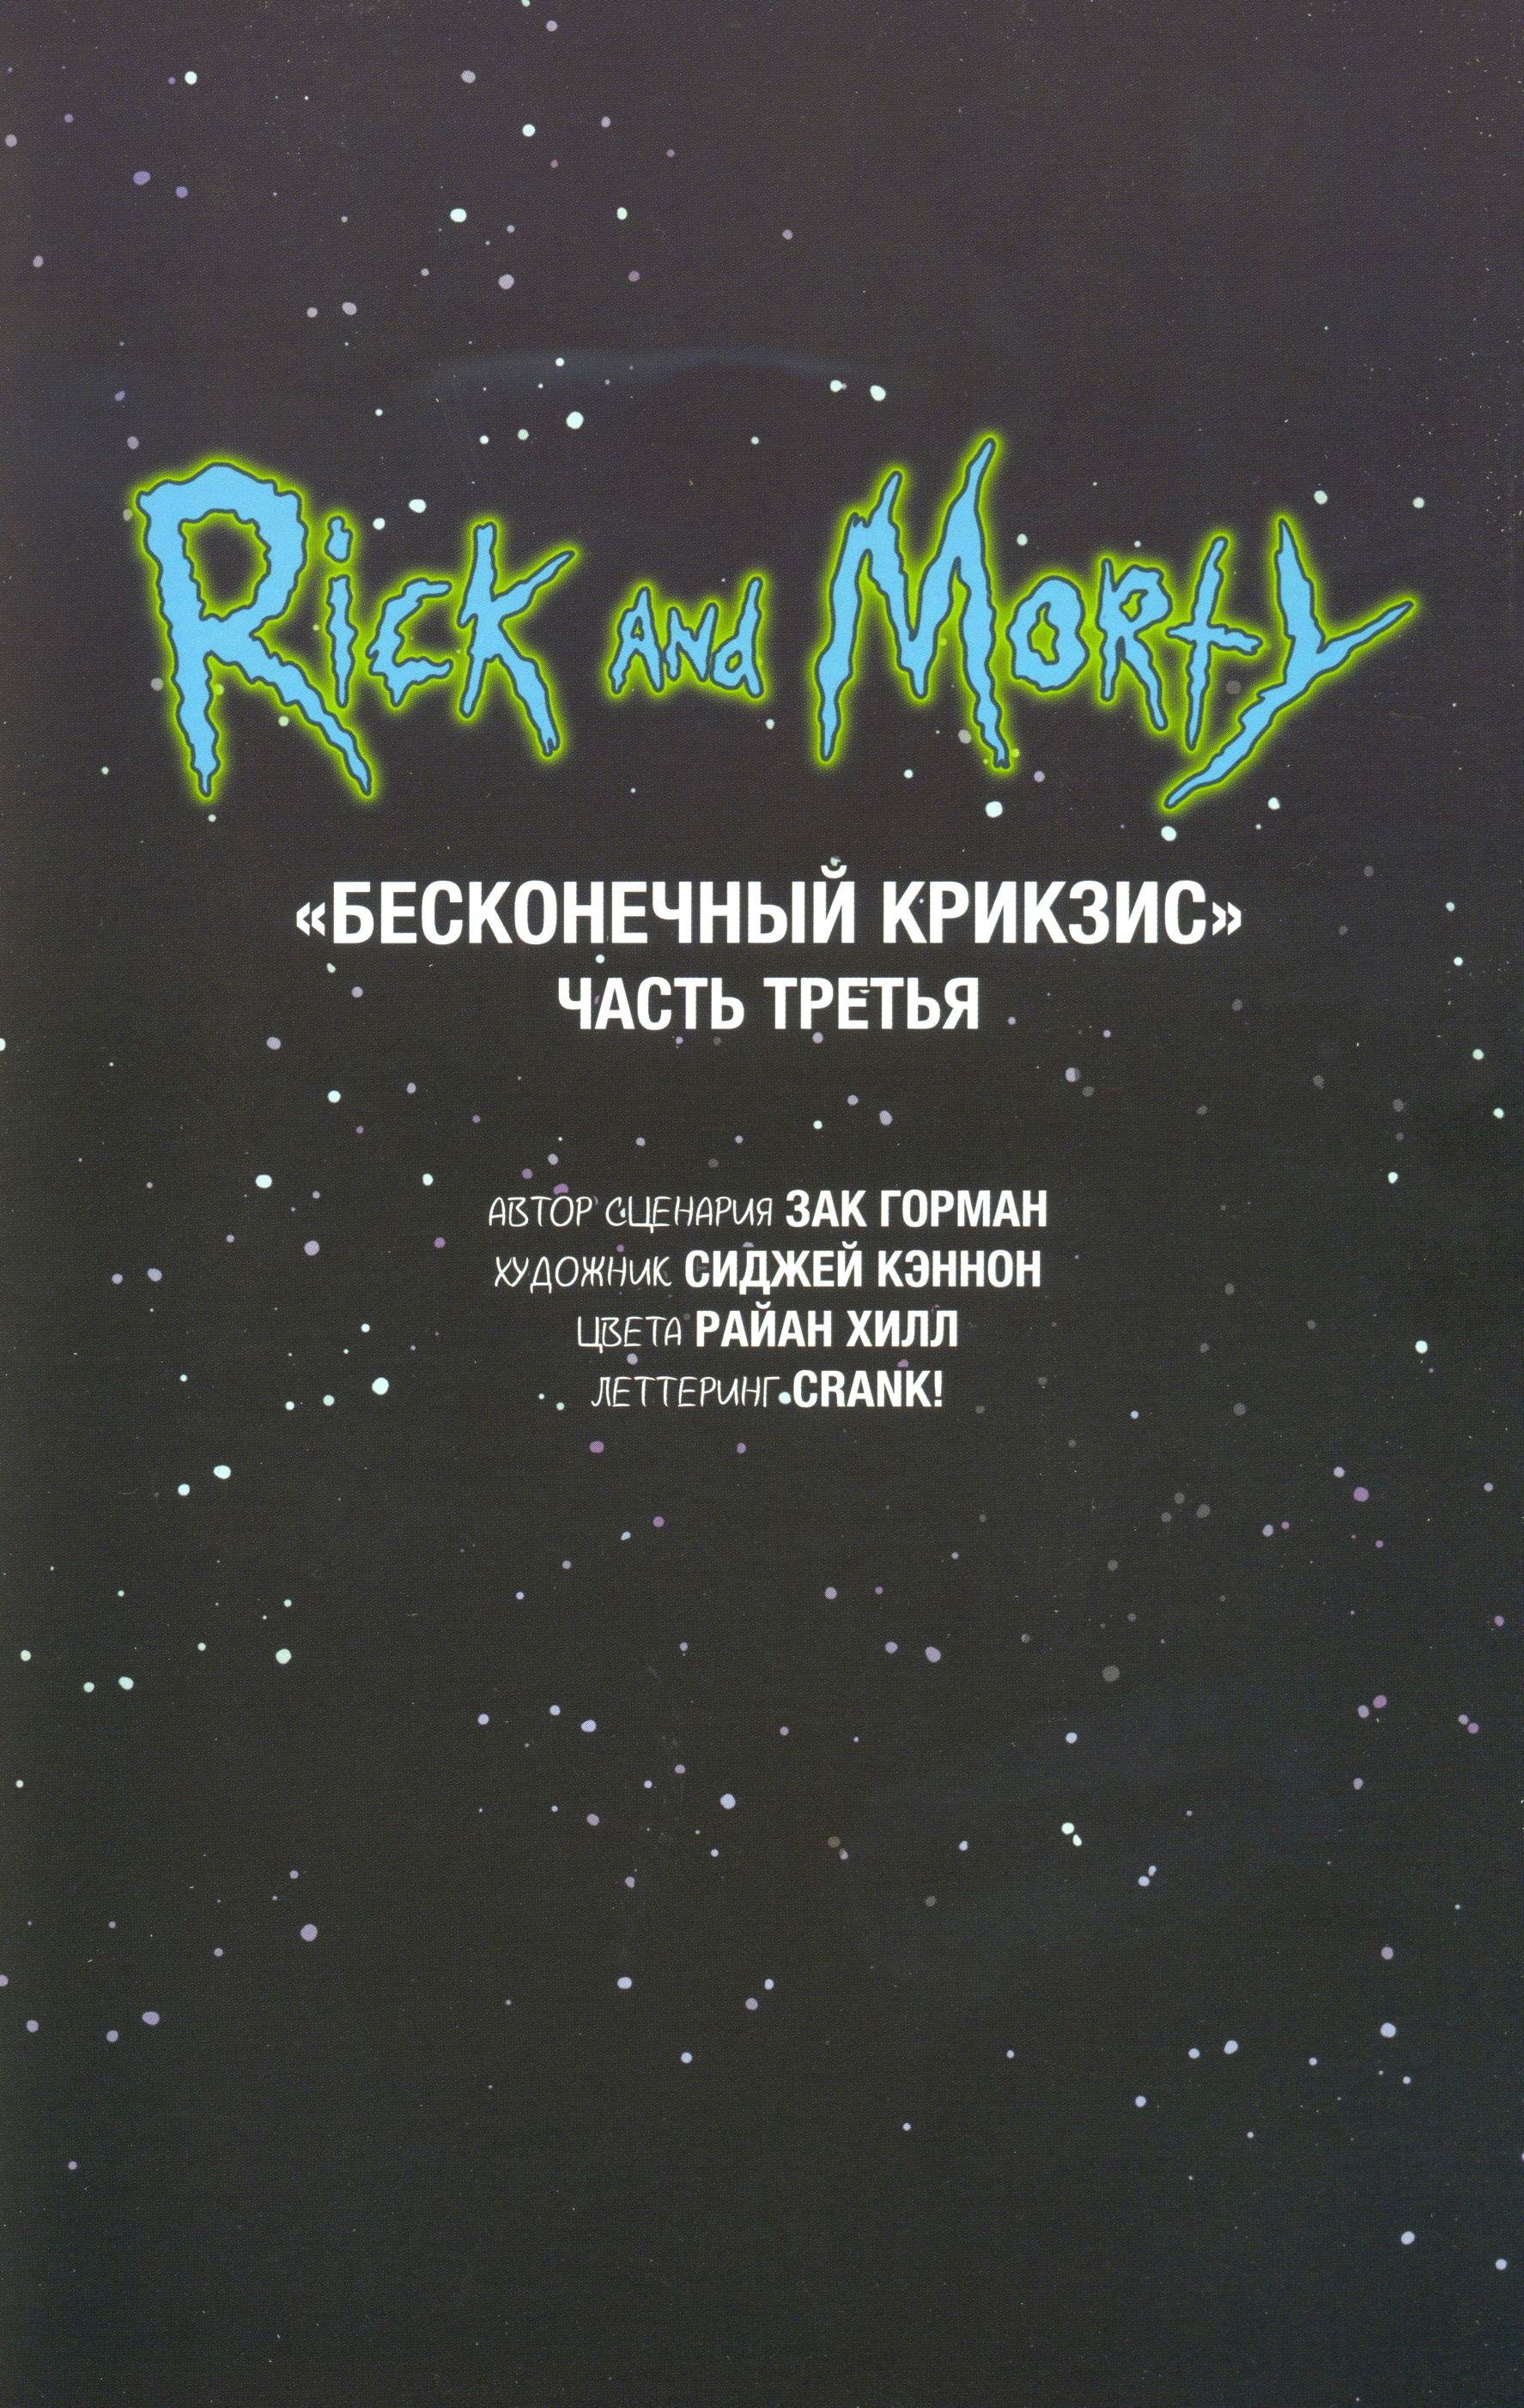 Rick and Morty
«БЕСКОНЕЧНЫЙ КРИКЗИС»
ЧАСТЬ ТРЕТЬЯ
АВТОР СЦЕНАРИЯ ЗАК ГОРМАН
ХУДОЖНИК СИДЖЕЙ КЭННОН
ЦВЕТА РАЙАН ХИЛЛ
ЛЕТТЕРИНГ CRANK!